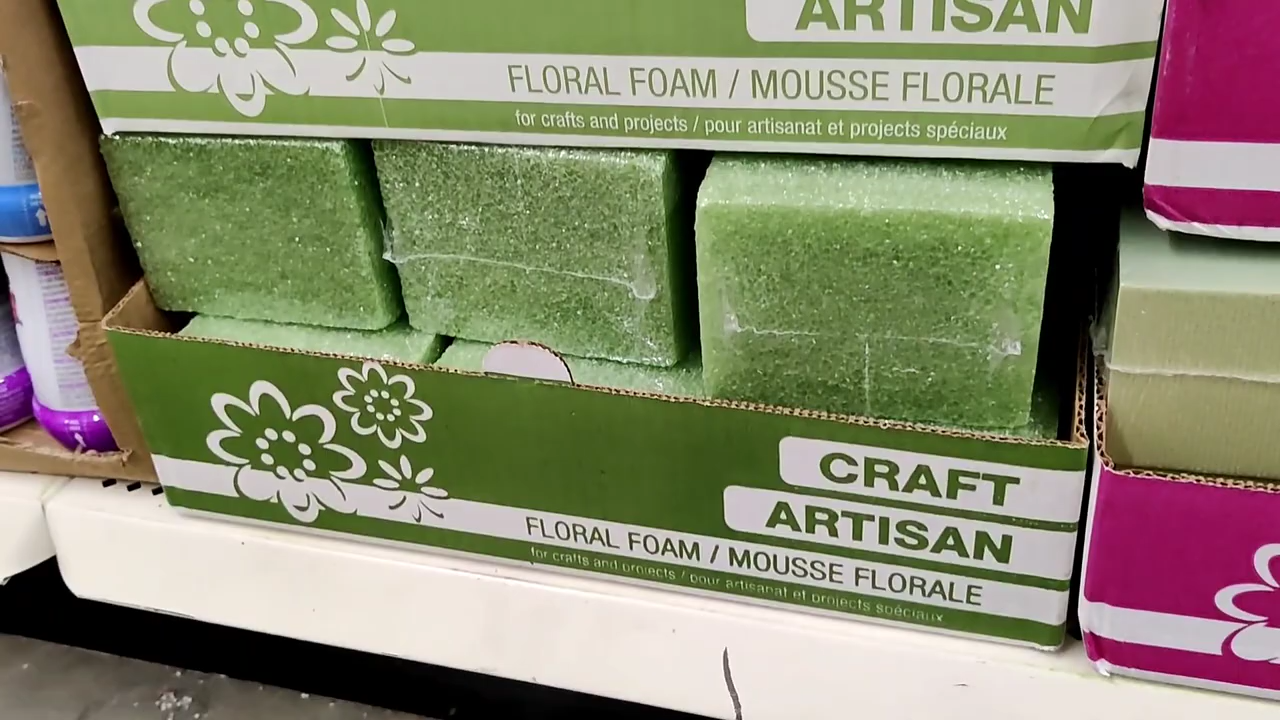 ARTISAN
FLORAL FOAM / MOUSSE FLORALE
for crafts and projects / pour artisanat et projects spéciaux
CRAFT
ARTISAN
FLORAL FOAM / MOUSSE FLORALE
for crafts and projects / pour artisanat et projects spéciaux